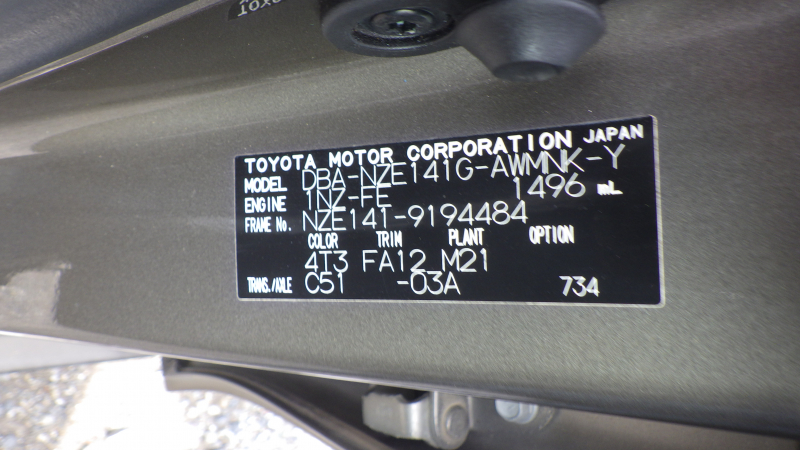 TOYOTA MOTOR CORPORATION JAPAN
MODEL DBA-NZE141G-AWMNK-Y
ENGINE 1NZ-FE 1496 mL
FRAME No. NZE141-9194484
COLOR TRIM PLANT OPTION
4T3 FA12 M21
TRANS./AXLE C51 -03A 734